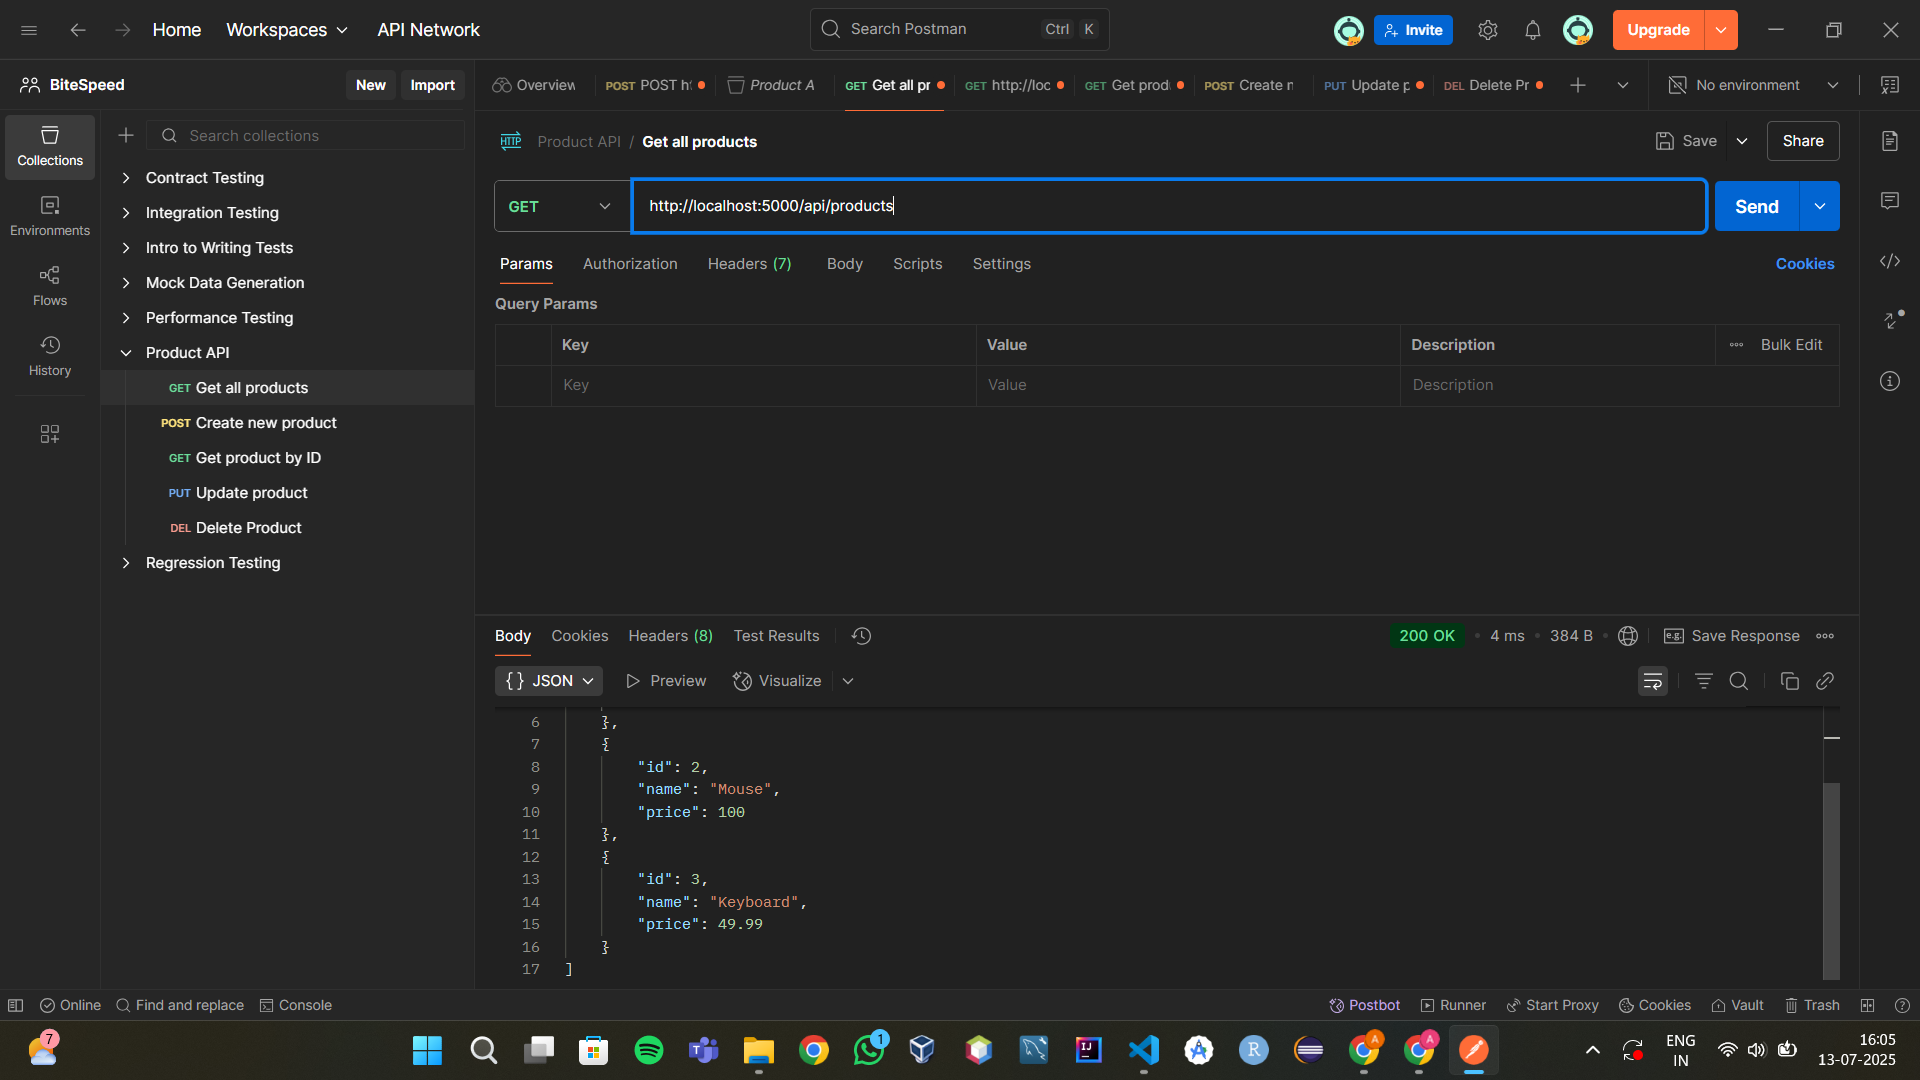 Home Workspaces API Network Search Postman Ctrl K Invite Upgrade
BiteSpeed New Import Overview POST POST h Product A GET Get all pr GET http://loc GET Get prod POST Create n PUT Update p DEL Delete Pr No environment
Collections Search collections
Product API / Get all products Save Share
Contract Testing
Environments Integration Testing GET http://localhost:5000/api/products Send
Intro to Writing Tests
Flows Mock Data Generation Params Authorization Headers (7) Body Scripts Settings Cookies
Performance Testing Query Params
History Product API Key Value Description Bulk Edit
GET Get all products Key Value Description
POST Create new product
GET Get product by ID
PUT Update product
DEL Delete Product
Regression Testing
Body Cookies Headers (8) Test Results 200 OK 4 ms 384 B e.g. Save Response
{} JSON Preview Visualize
6 },
7 {
8 "id": 2,
9 "name": "Mouse",
10 "price": 100
11 },
12 {
13 "id": 3,
14 "name": "Keyboard",
15 "price": 49.99
16 }
17 ]
Online Find and replace Console Postbot Runner Start Proxy Cookies Vault Trash
7 1 A A ENG 16:05
IN 13-07-2025